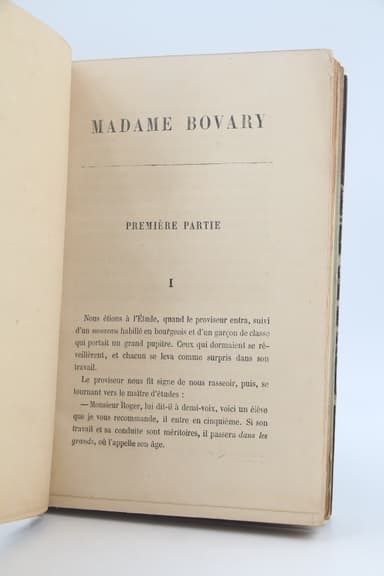 MADAME BOVARY
PREMIÈRE PARTIE
I
Nous étions à l'Étude, quand le proviseur entra, suivi
d'un nouveau habillé en bourgeois et d'un garçon de classe
qui portait un grand pupitre. Ceux qui dormaient se ré-
veillèrent, et chacun se leva comme surpris dans son
travail.
Le proviseur nous fit signe de nous rasseoir, puis, se
tournant vers le maître d'études :
— Monsieur Roger, lui dit-il à demi-voix, voici un élève
que je vous recommande, il entre en cinquième. Si son
travail et sa conduite sont méritoires, il passera dans les
grands, où l'appelle son âge.